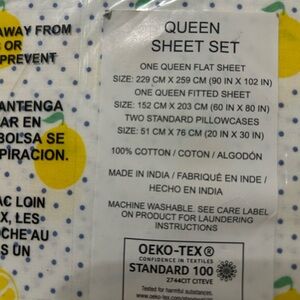 AWAY FROM
S OR
PREVENT
ANTENGA
AR EN
BOLSA SE
PIRACION.
AC LOIN
X, LES
CHE AU
S UN
QUEEN
SHEET SET
ONE QUEEN FLAT SHEET
SIZE: 229 CM X 259 CM (90 IN X 102 IN)
ONE QUEEN FITTED SHEET
SIZE: 152 CM X 203 CM (60 IN X 80 IN)
TWO STANDARD PILLOWCASES
SIZE: 51 CM X 76 CM (20 IN X 30 IN)
100% COTTON / COTON / ALGODÓN
MADE IN INDIA / FABRIQUÉ EN INDE /
HECHO EN INDIA
MACHINE WASHABLE. SEE CARE LABEL
ON PRODUCT FOR LAUNDERING
INSTRUCTIONS
OEKO-TEX®
CONFIDENCE IN TEXTILES
STANDARD 100
2744CIT CITEVE
Tested for harmful substances.